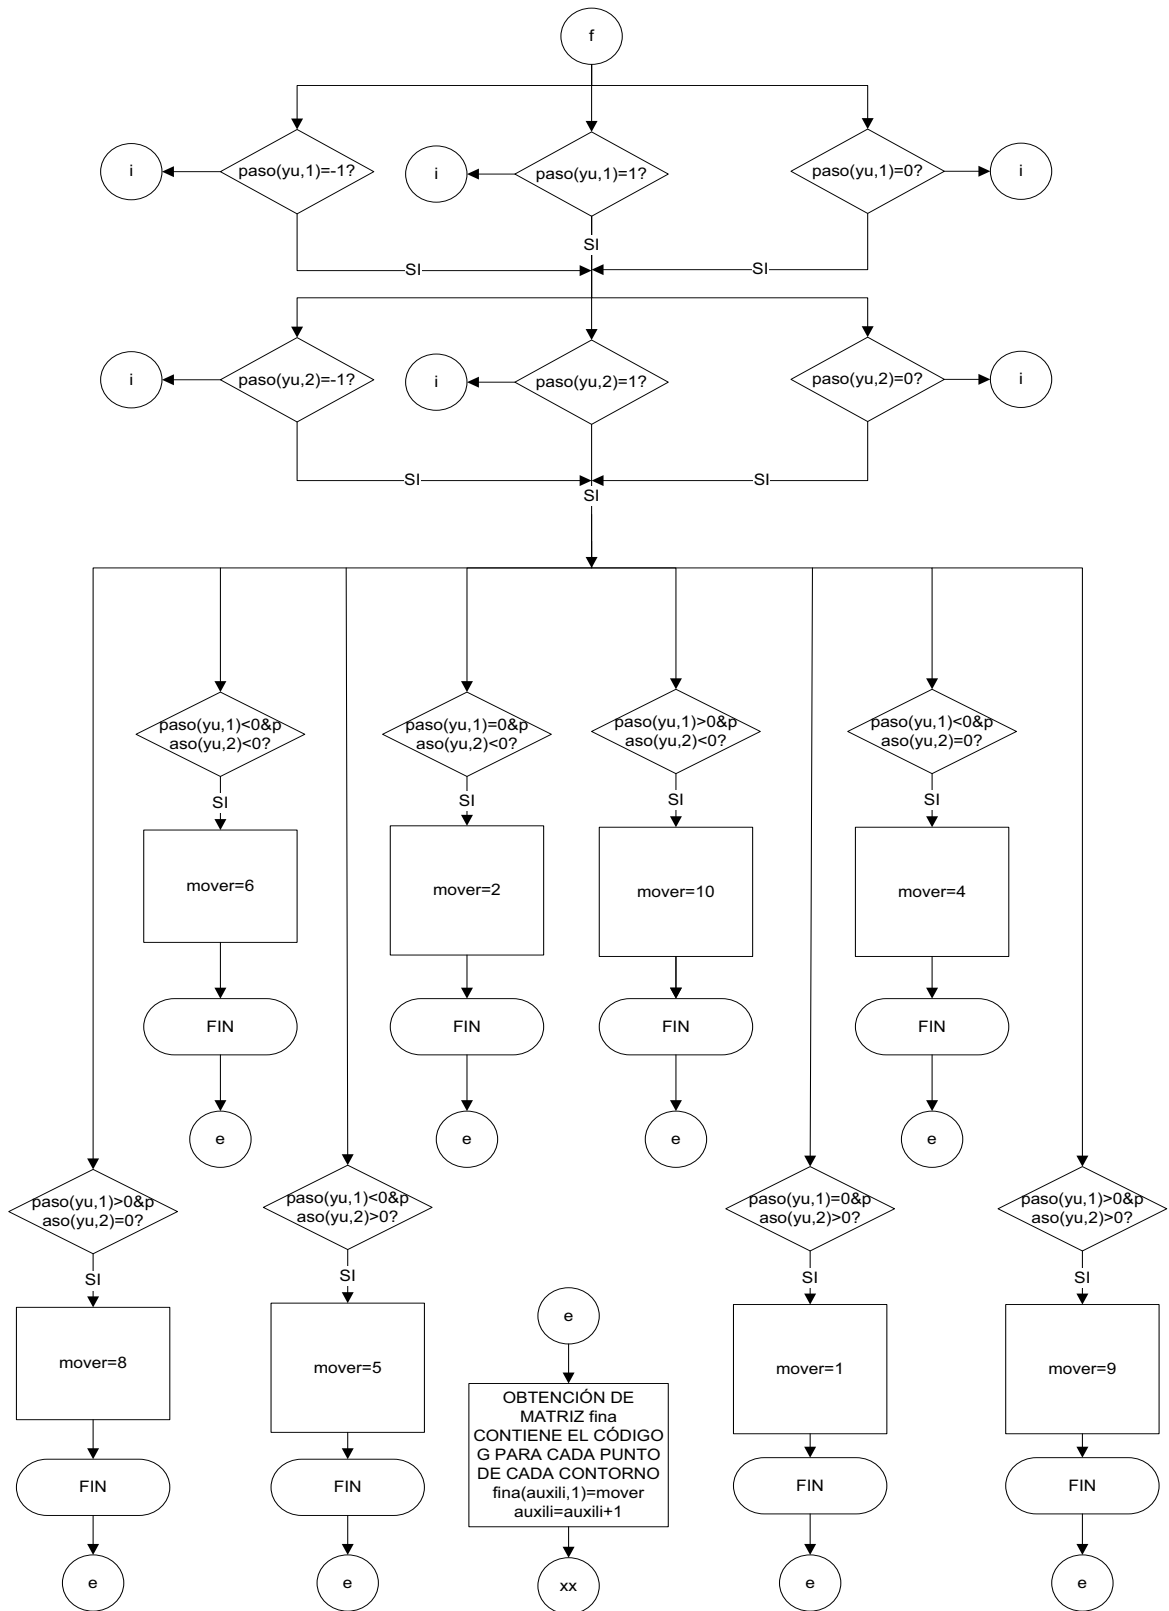 f
i
paso(yu,1)=-1?
i
paso(yu,1)=1?
paso(yu,1)=0?
i
SI
SI
SI
i
paso(yu,2)=-1?
i
paso(yu,2)=1?
paso(yu,2)=0?
i
SI
SI
SI
paso(yu,1)<0&p
aso(yu,2)<0?
paso(yu,1)=0&p
aso(yu,2)<0?
paso(yu,1)>0&p
aso(yu,2)<0?
paso(yu,1)<0&p
aso(yu,2)=0?
SI
SI
SI
SI
mover=6
mover=2
mover=10
mover=4
FIN
FIN
FIN
FIN
e
e
e
e
paso(yu,1)>0&p
aso(yu,2)=0?
paso(yu,1)<0&p
aso(yu,2)>0?
paso(yu,1)=0&p
aso(yu,2)>0?
paso(yu,1)>0&p
aso(yu,2)>0?
SI
SI
SI
SI
mover=8
mover=5
e
mover=1
mover=9
OBTENCIÓN DE
MATRIZ fina
CONTIENE EL CÓDIGO
G PARA CADA PUNTO
DE CADA CONTORNO
fina(auxili,1)=mover
auxili=auxili+1
FIN
FIN
FIN
FIN
e
e
xx
e
e